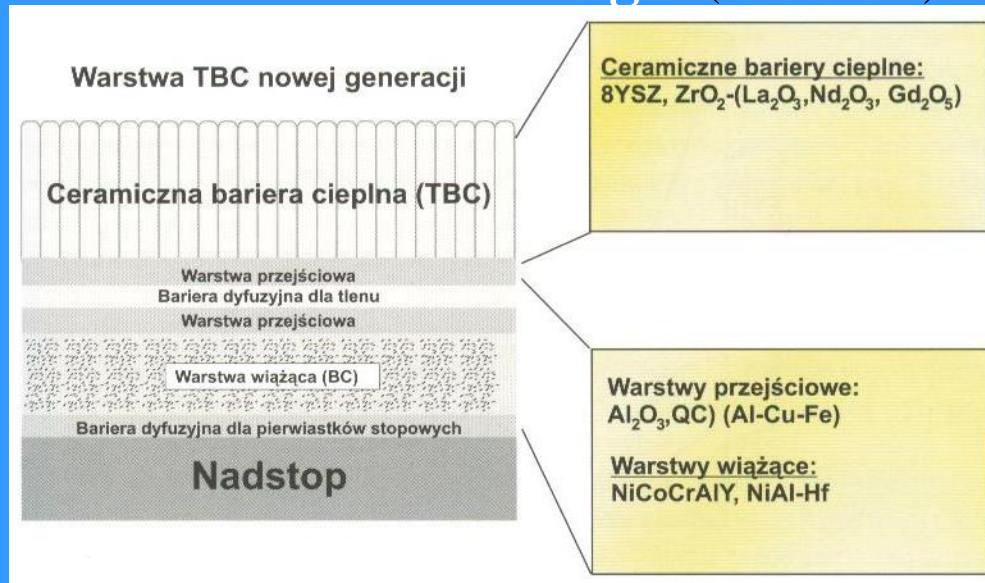 Warstwa TBC nowej generacji
Ceramiczna bariera cieplna (TBC)
Warstwa przejściowa
Bariera dyfuzyjna dla tlenu
Warstwa przejściowa
Warstwa wiążąca (BC)
Bariera dyfuzyjna dla pierwiastków stopowych
Nadstop
Ceramiczne bariery cieplne:
8YSZ, ZrO₂-(La₂O₃,Nd₂O₃, Gd₂O₅)
Warstwy przejściowe:
Al₂O₃,QC) (Al-Cu-Fe)
Warstwy wiążące:
NiCoCrAlY, NiAl-Hf